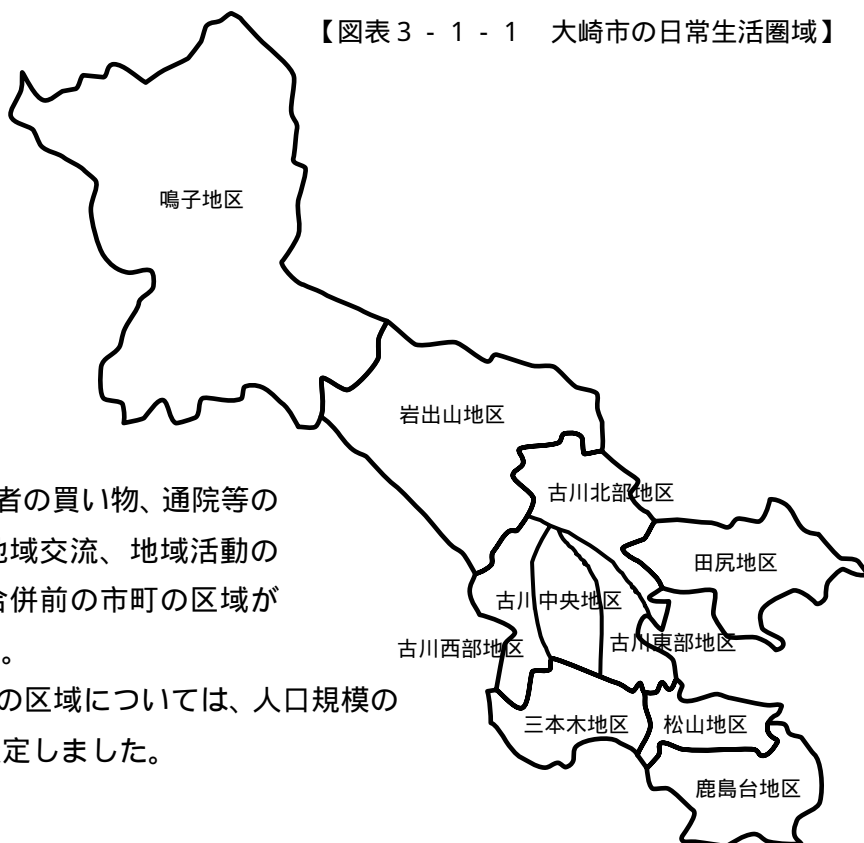 【図表3-1-1　大崎市の日常生活圏域】
鳴子地区
岩出山地区
古川北部地区
田尻地区
古川中央地区
古川東部地区
古川西部地区
三本木地区
松山地区
鹿島台地区
者の買い物、通院等の
地域交流、地域活動の
合併前の市町の区域が
。
の区域については、人口規模の
定しました。